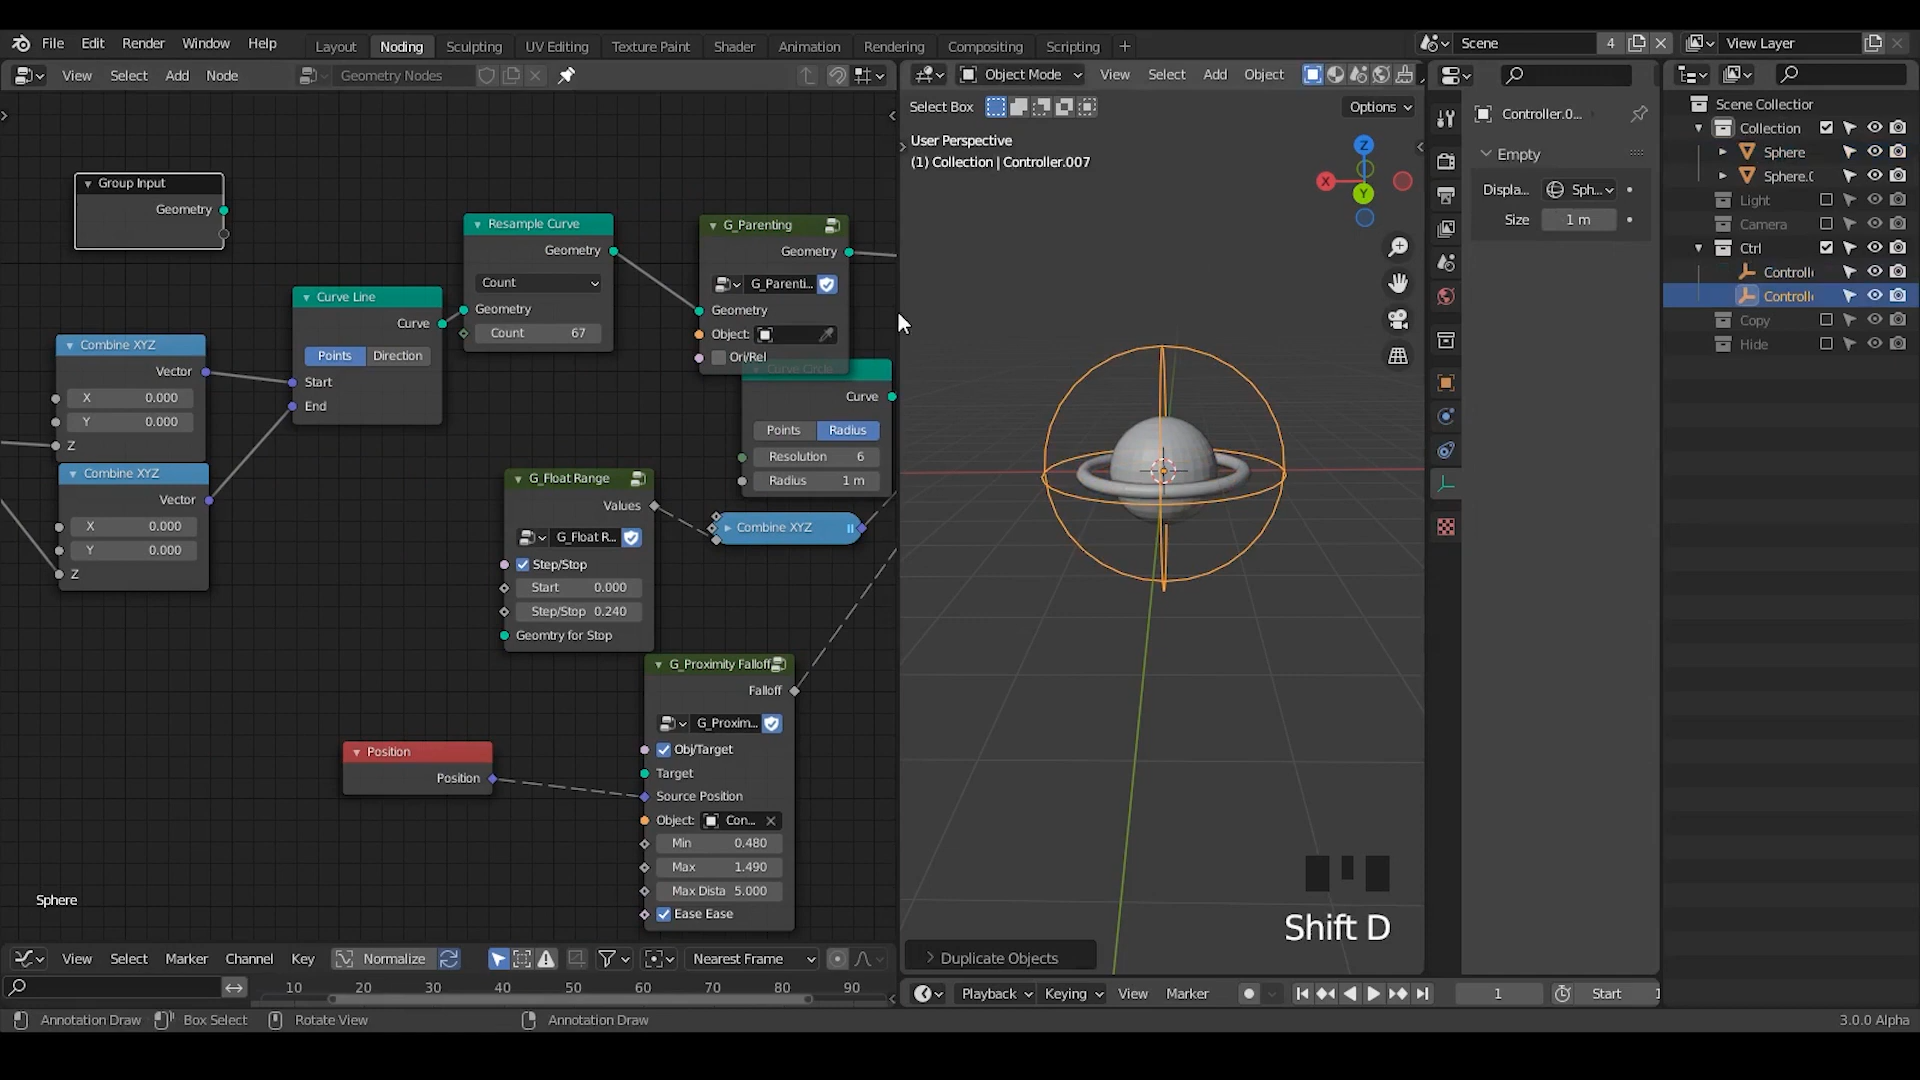 File Edit Render Window Help Layout Noding Sculpting UV Editing Texture Paint Shader Animation Rendering Compositing Scripting + Scene 4 View Layer
View Select Add Node Geometry Nodes Object Mode View Select Add Object
Select Box Options
User Perspective
(1) Collection | Controller.007
Group Input
Geometry
Resample Curve
Geometry
Count
Geometry
Count 67
G_Parenting
Geometry
G_Parenti...
Geometry
Object:
Ori/Rel
Curve Line
Curve
Points Direction
Start
End
Combine XYZ
Vector
X 0.000
Y 0.000
Z
Combine XYZ
Vector
X 0.000
Y 0.000
Z
Curve Circle
Curve
Points Radius
Resolution 6
Radius 1 m
G_Float Range
Values
G_Float R...
Step/Stop
Start 0.000
Step/Stop 0.240
Geomtry for Stop
Combine XYZ
G_Proximity Falloff
Falloff
G_Proxim...
Obj/Target
Target
Source Position
Object: Con...
Min 0.480
Max 1.490
Max Dista 5.000
Ease Ease
Position
Position
Sphere
X
Y
Z
Shift D
Duplicate Objects
Controller.0...
Empty
Displa... Sph...
Size 1 m
Scene Collection
Collection
Sphere
Sphere.0
Light
Camera
Ctrl
Controlle
Controlle
Copy
Hide
View Select Marker Channel Key Normalize Nearest Frame
10 20 30 40 50 60 70 80 90
Playback Keying View Marker 1 Start
Annotation Draw Box Select Rotate View Annotation Draw 3.0.0 Alpha